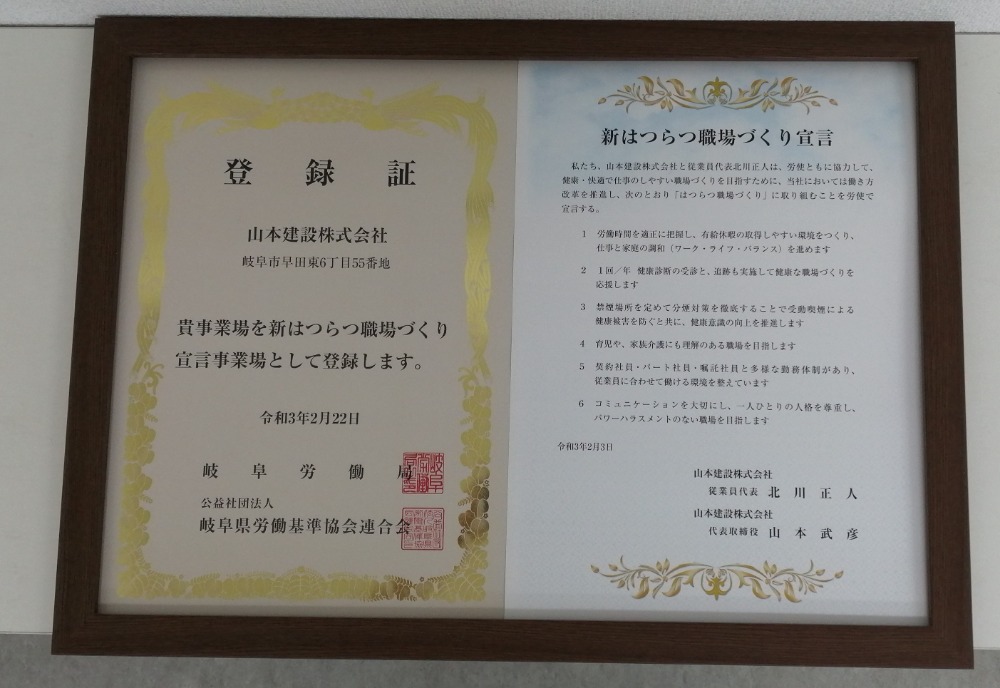 登録証
山本建設株式会社
岐阜市早田東6丁目55番地
貴事業場を新はつらつ職場づくり
宣言事業場として登録します。
令和3年2月22日
岐阜労働局
公益社団法人
岐阜県労働基準協会連合会
新はつらつ職場づくり宣言
私たち、山本建設株式会社と従業員代表北川正人は、労使ともに協力して、
健康・快適で仕事のしやすい職場づくりを目指すために、当社においては働き方
改革を推進し、次のとおり「はつらつ職場づくり」に取り組むことを労使で
宣言する。
1 労働時間を適正に把握し、有給休暇の取得しやすい環境をつくり、
仕事と家庭の調和（ワーク・ライフ・バランス）を進めます
2 1回／年 健康診断の受診と、追跡も実施して健康な職場づくりを
応援します
3 禁煙場所を定めて分煙対策を徹底することで受動喫煙による
健康被害を防ぐと共に、健康意識の向上を推進します
4 育児や、家族介護にも理解のある職場を目指します
5 契約社員・パート社員・嘱託社員と多様な勤務体制があり、
従業員に合わせて働ける環境を整えています
6 コミュニケーションを大切にし、一人ひとりの人格を尊重し、
パワーハラスメントのない職場を目指します
令和3年2月3日
山本建設株式会社
従業員代表 北川正人
山本建設株式会社
代表取締役 山本武彦